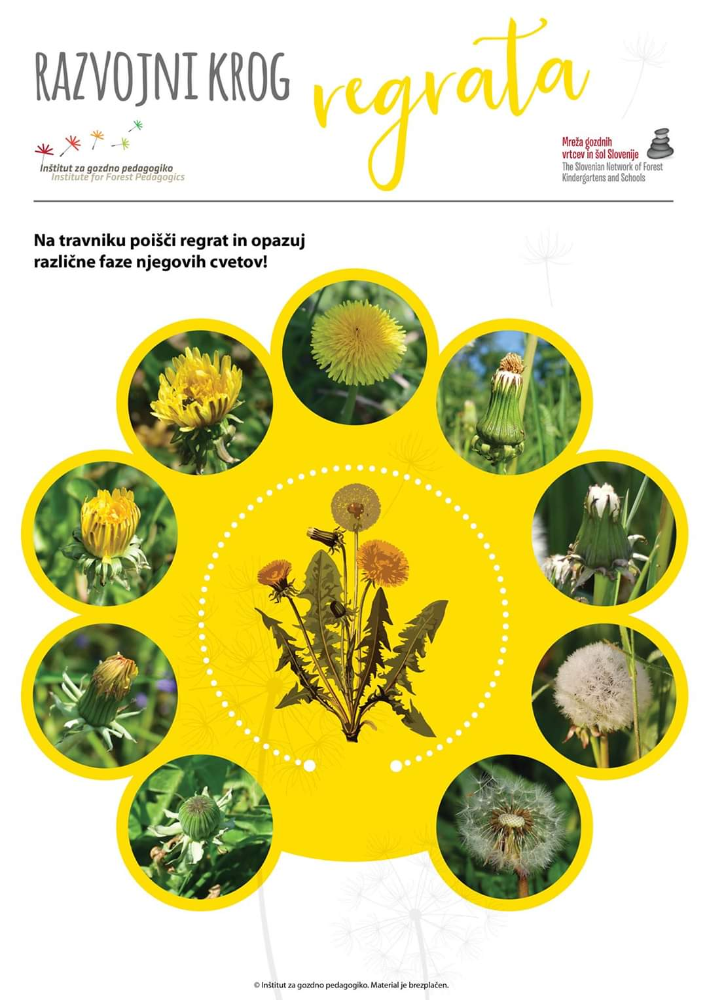 RAZVOJNI KROG regrata
Inštitut za gozdno pedagogiko
Institute for Forest Pedagogics
Mreža gozdnih
vrtcev in šol Slovenije
The Slovenian Network of Forest
Kindergartens and Schools
Na travniku poišči regrat in opazuj
različne faze njegovih cvetov!
© Inštitut za gozdno pedagogiko. Material je brezplačen.